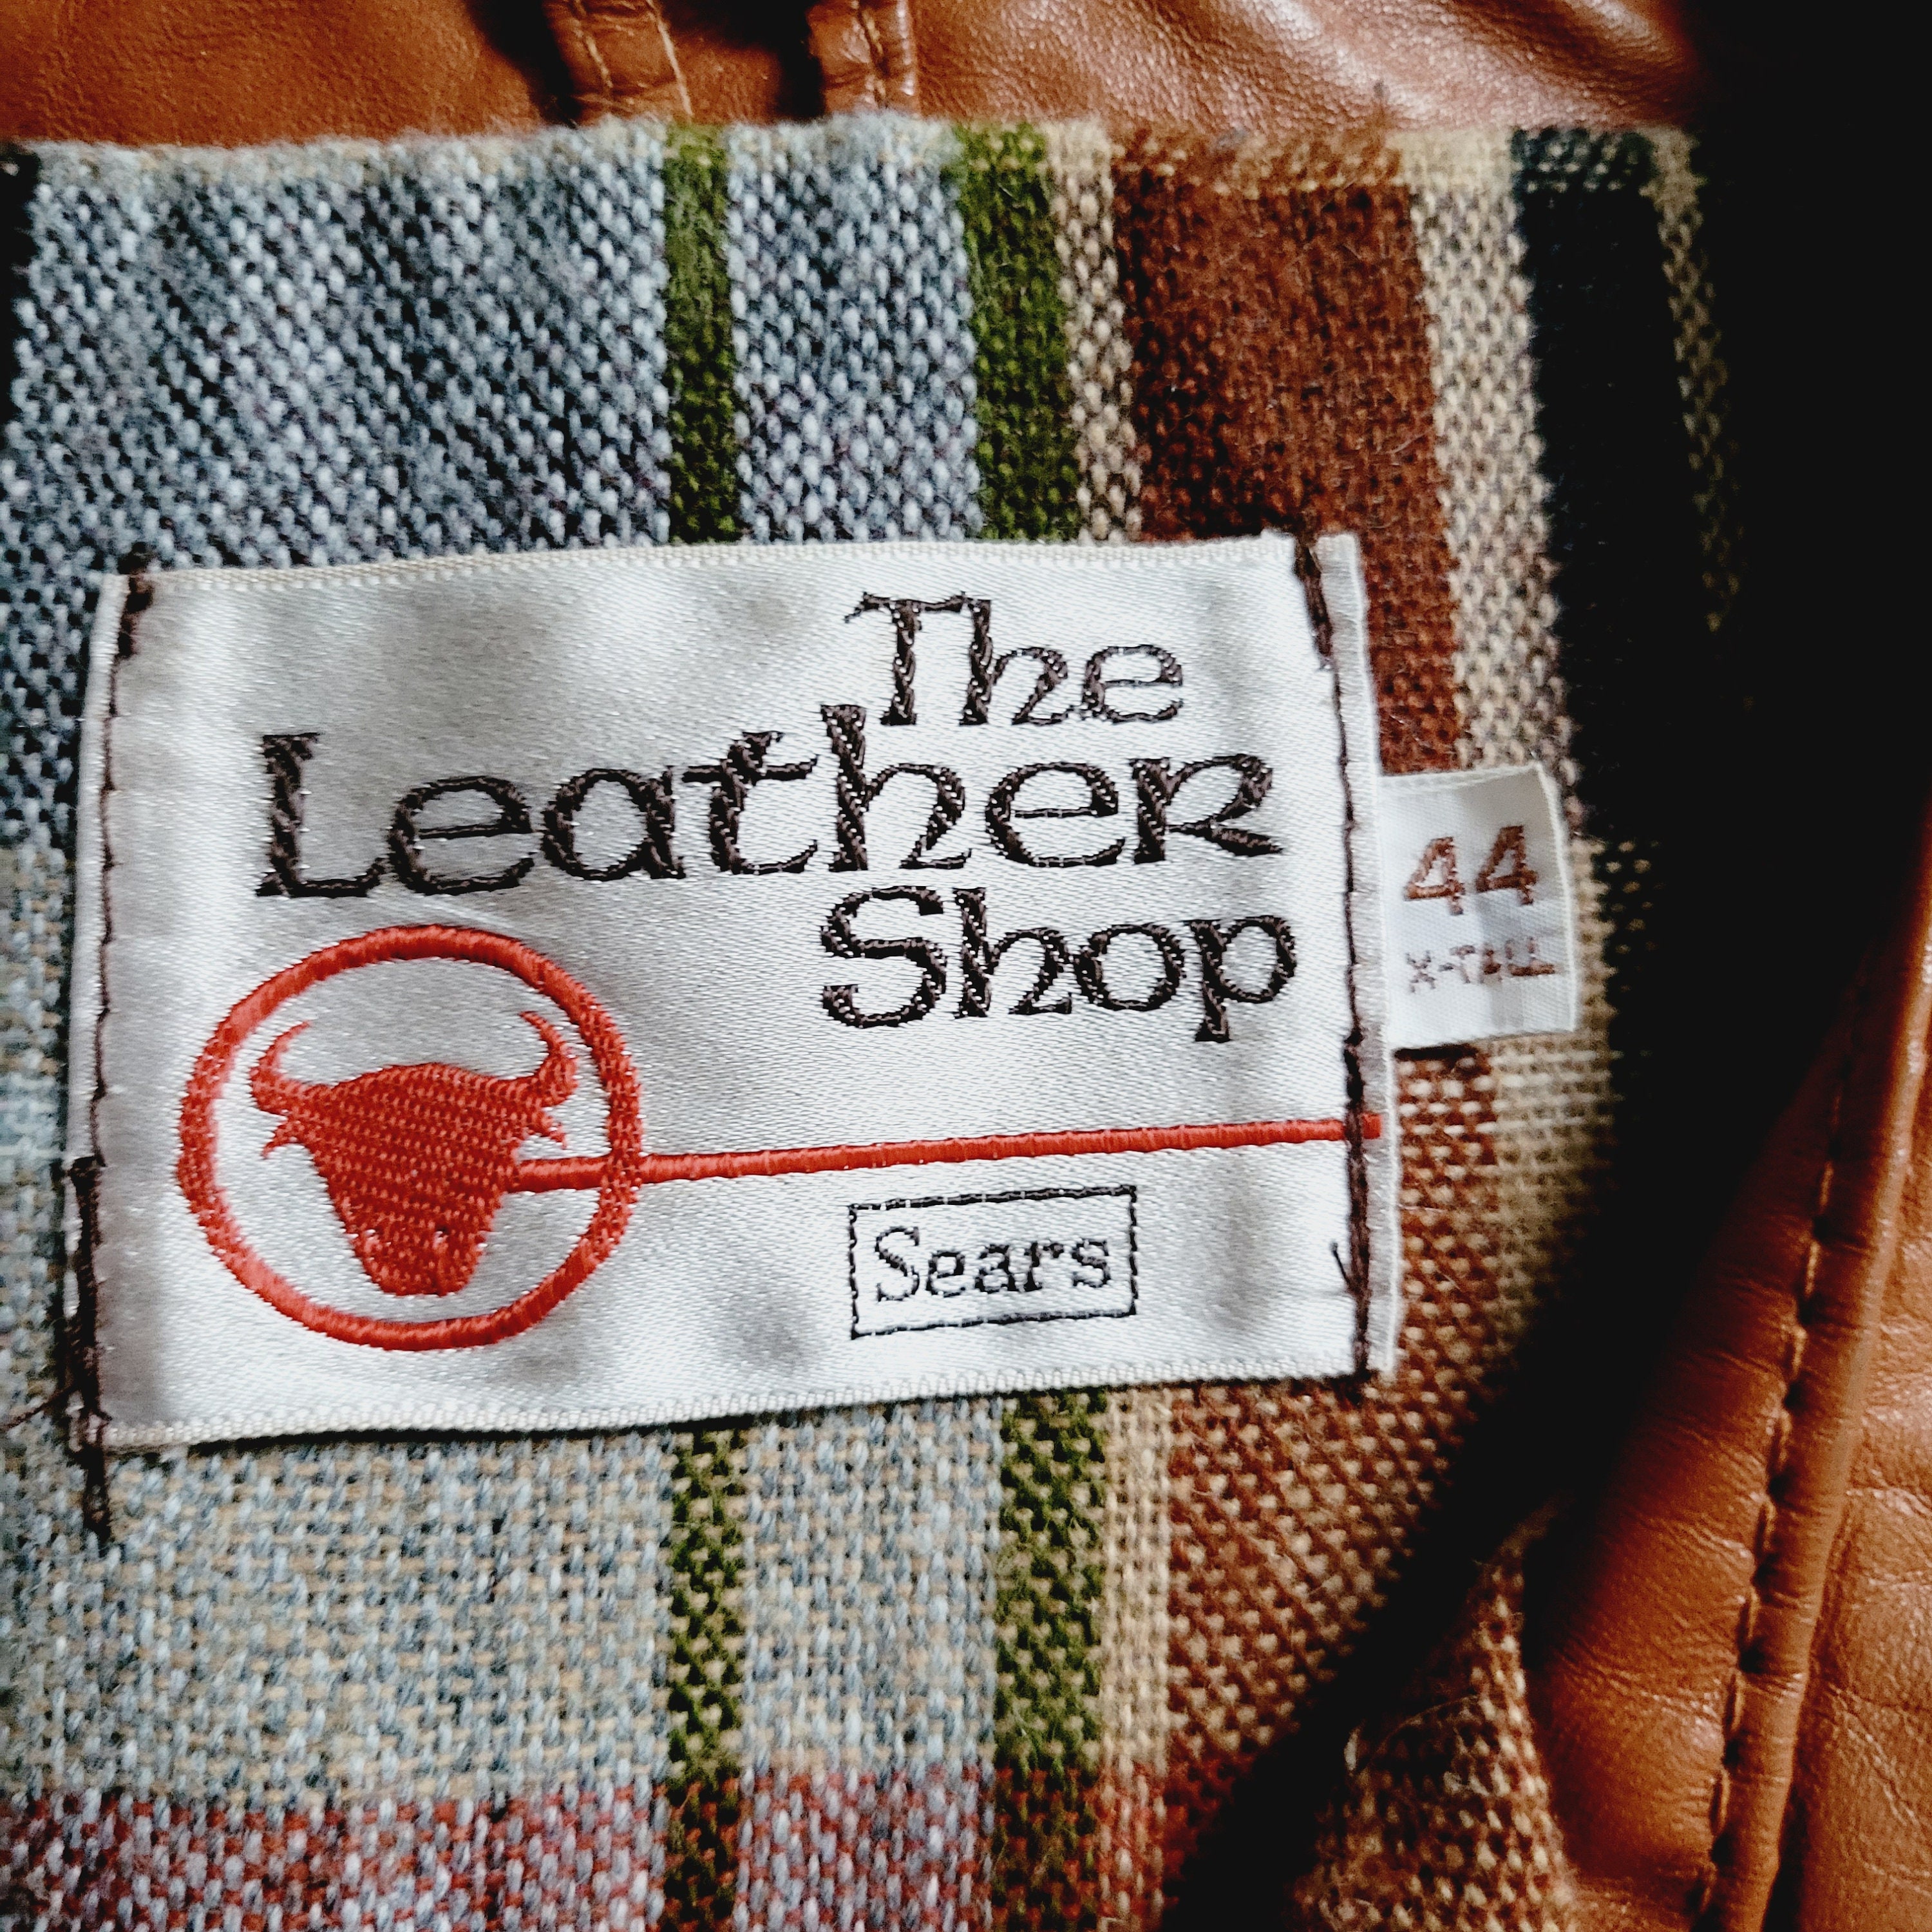 The
Leather
Shop
44
X-TALL
Sears